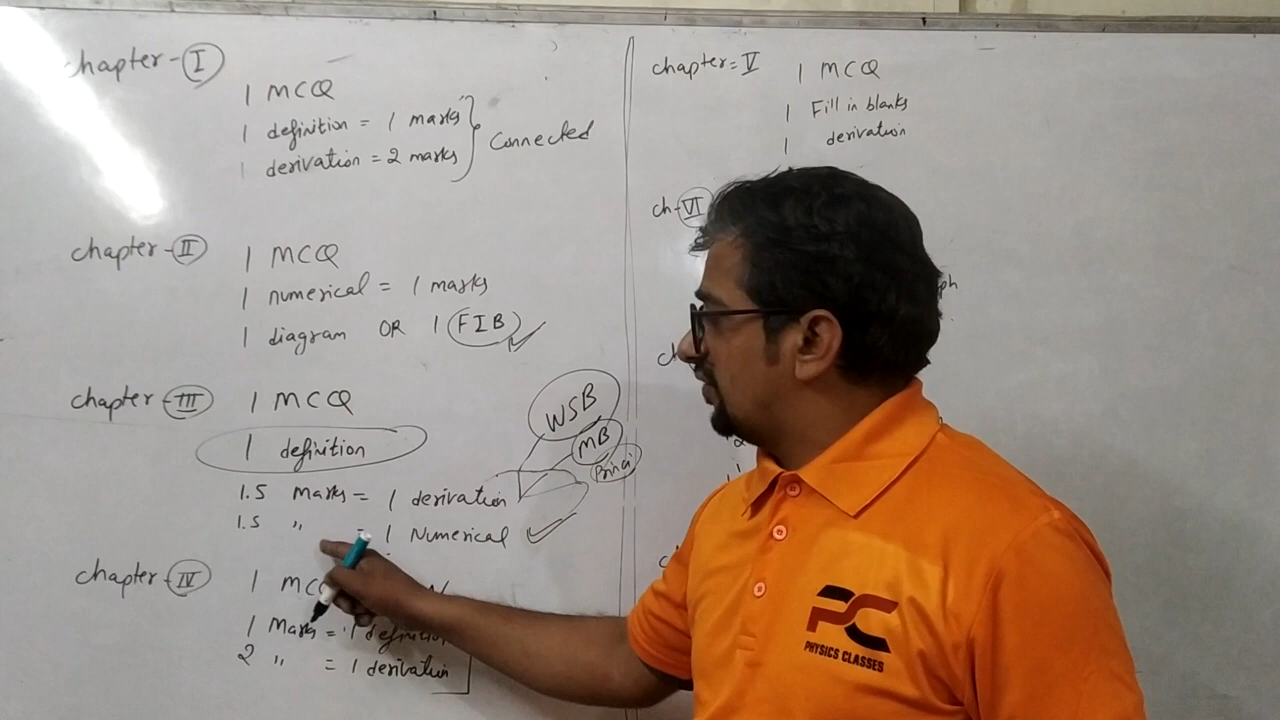 chapter - I
1 MCQ
1 definition = 1 marks
1 derivation = 2 marks
Connected
chapter - II
1 MCQ
1 numerical = 1 marks
1 diagram OR 1 FIB
chapter - III
1 MCQ
1 definition
1.5 Marks = 1 derivation
1.5 " = 1 Numerical
WSB
MB
Princi
chapter - IV
1 MCQ
1 Marks = 1 definition
2 " = 1 derivation
chapter = V
1 MCQ
1 Fill in blanks
1 derivation
ch - VI
ph
PC
PHYSICS CLASSES